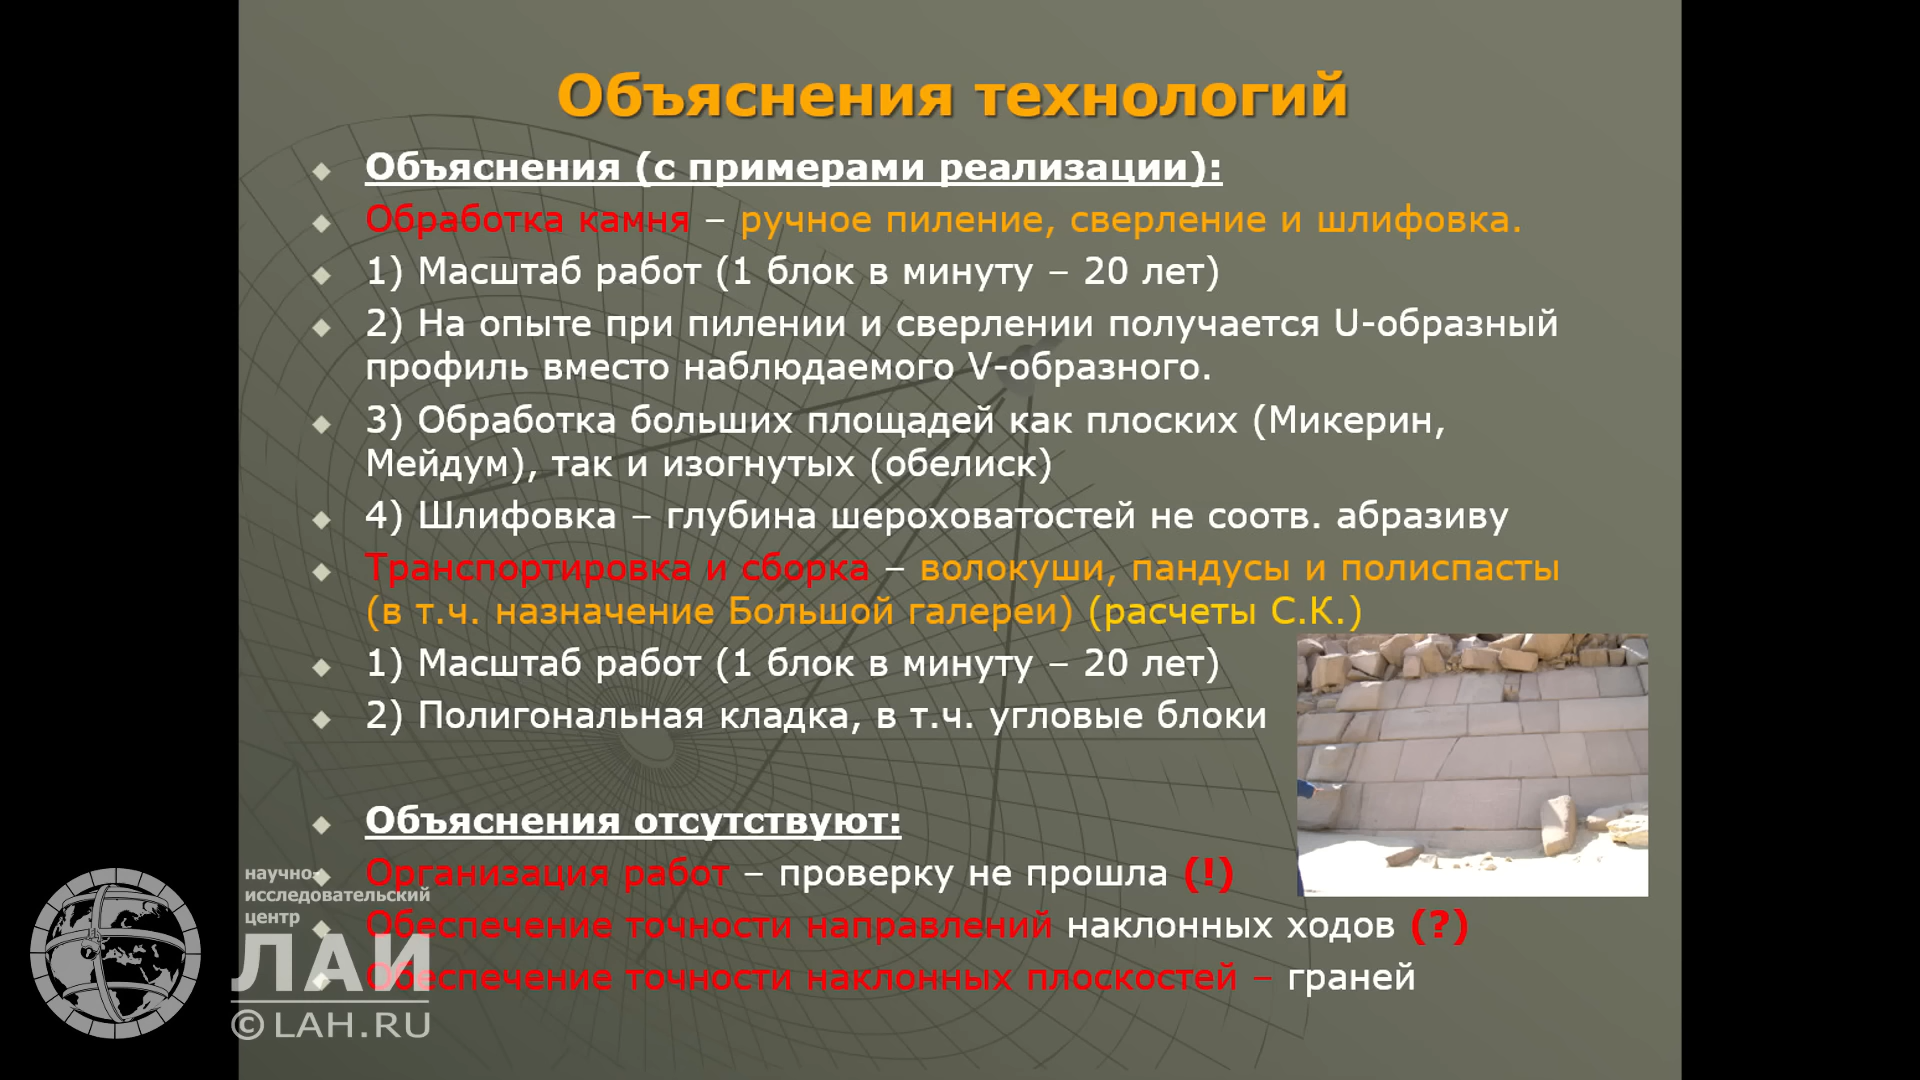 Объяснения технологий
Объяснения (с примерами реализации):
Обработка камня – ручное пиление, сверление и шлифовка.
1) Масштаб работ (1 блок в минуту – 20 лет)
2) На опыте при пилении и сверлении получается U-образный
профиль вместо наблюдаемого V-образного.
3) Обработка больших площадей как плоских (Микерин,
Мейдум), так и изогнутых (обелиск)
4) Шлифовка – глубина шероховатостей не соотв. абразиву
Транспортировка и сборка – волокуши, пандусы и полиспасты
(в т.ч. назначение Большой галереи) (расчеты С.К.)
1) Масштаб работ (1 блок в минуту – 20 лет)
2) Полигональная кладка, в т.ч. угловые блоки
Объяснения отсутствуют:
Организация работ – проверку не прошла (!)
Обеспечение точности направлений наклонных ходов (?)
Обеспечение точности наклонных плоскостей – граней
научно-
исследовательский
центр
ЛАИ
© LAH.RU